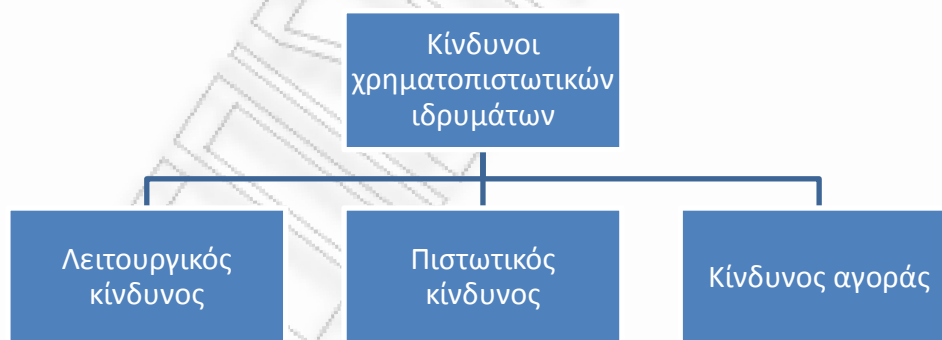 Κίνδυνοι
χρηματοπιστωτικών
ιδρυμάτων
Λειτουργικός
κίνδυνος
Πιστωτικός
κίνδυνος
Κίνδυνος αγοράς